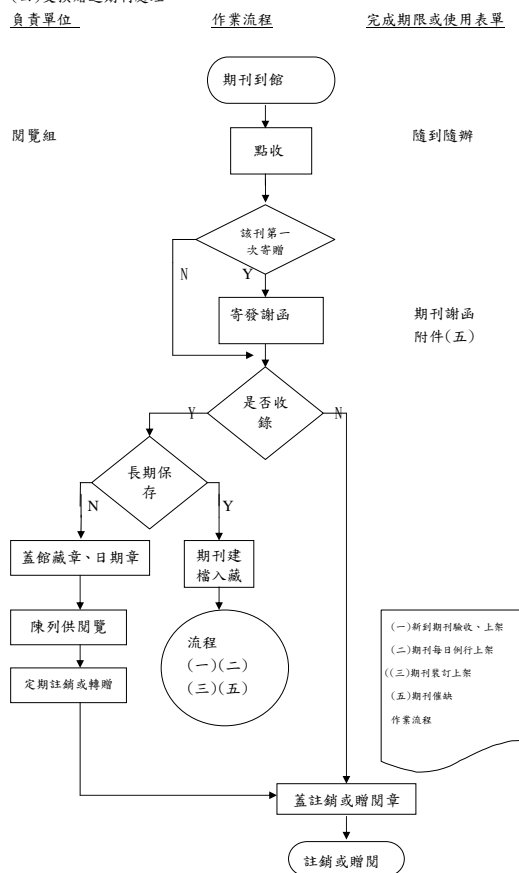 負責單位 作業流程 完成期限或使用表單
期刊到館
閱覽組 點收 隨到隨辦
該刊第一
次寄贈
N Y
寄發謝函 期刊謝函
附件(五)
是否收
錄
Y N
長期保
存
N Y
蓋館藏章、日期章 期刊建
檔入藏
陳列供閱覽 流程
(一)(二)
(三)(五)
定期註銷或轉贈
(一)新到期刊驗收、上架
(二)期刊每日例行上架
((三)期刊裝訂上架
(五)期刊催缺
作業流程
蓋註銷或贈閱章
註銷或贈閱